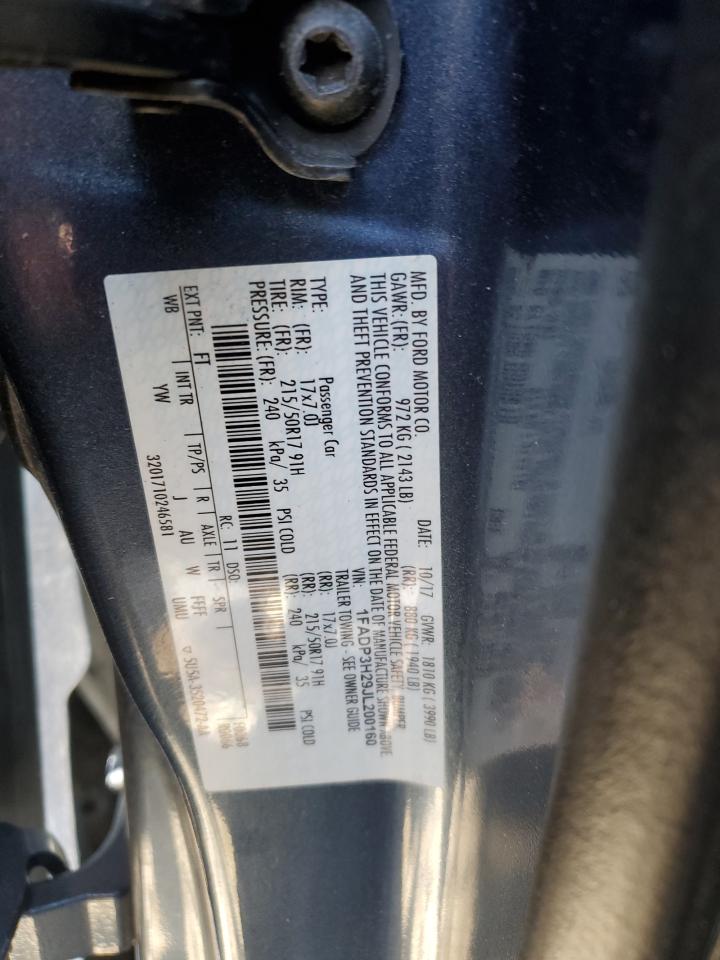 MFD. BY FORD MOTOR CO. DATE: 10/17 GVWR: 1810 KG ( 3990 LB)
GAWR:(FR): 972 KG ( 2143 LB) (RR): 880 KG ( 1940 LB)
THIS VEHICLE CONFORMS TO ALL APPLICABLE FEDERAL MOTOR VEHICLE SAFETY, BUMPER
AND THEFT PREVENTION STANDARDS IN EFFECT ON THE DATE OF MANUFACTURE SHOWN ABOVE
VIN: 1FADP3H29JL200160
TYPE: Passenger Car TRAILER TOWING - SEE OWNER GUIDE
RIM: (FR): 17x7.0J (RR): 17x7.0J
TIRE: (FR): 215/50R17 91H (RR): 215/50R17 91H
PRESSURE: (FR): 240 kPa/ 35 PSI COLD (RR): 240 kPa/ 35 PSI COLD
RC: 11 DSO:
EXT PNT: FT INT TR TP/PS R AXLE TR SPR
WB YW J AU W FFFF UMU
3201710246581 5U5A-3520472-AA